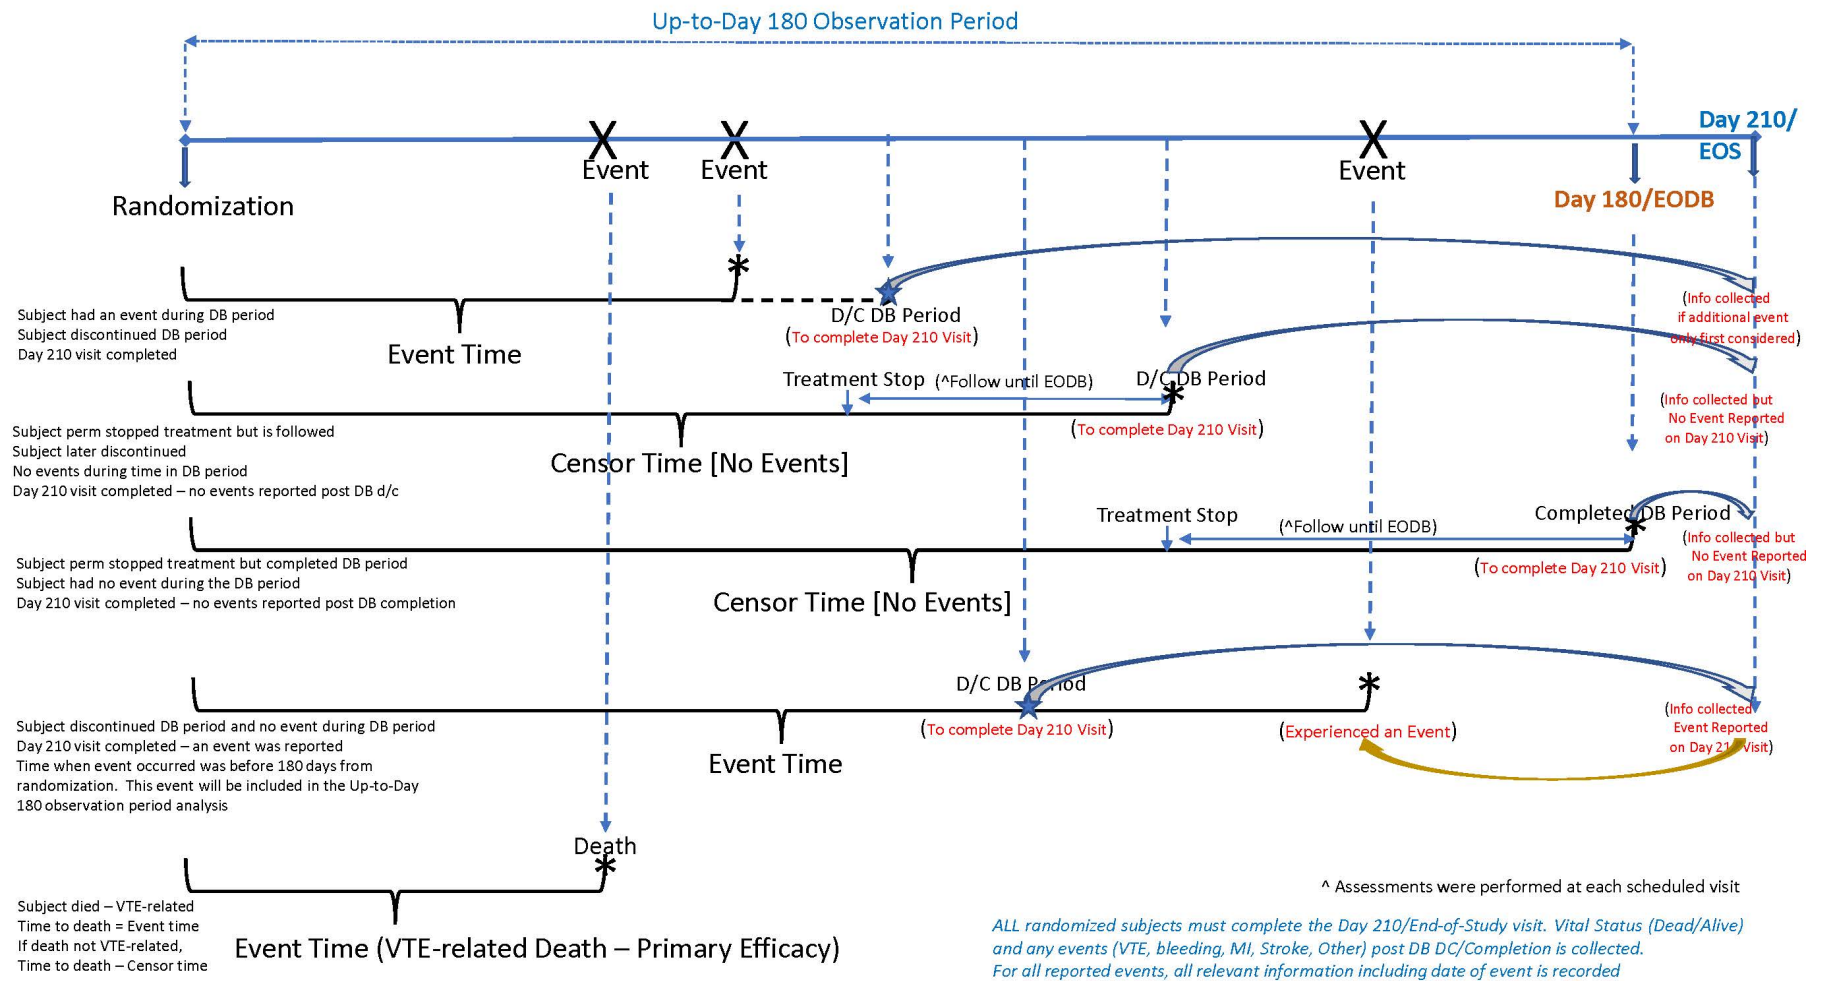 Up-to-Day 180 Observation Period
Day 210/
EOS
X
X
X
Event
Event
Event
Randomization
Day 180/EODB
*
Subject had an event during DB period
Subject discontinued DB period
Day 210 visit completed
Event Time
D/C DB Period
(To complete Day 210 Visit)
(Info collected
if additional event
only first considered)
Treatment Stop
(^Follow until EODB)
D/C DB Period
*
(To complete Day 210 Visit)
(Info collected but
No Event Reported
on Day 210 Visit)
Subject perm stopped treatment but is followed
Subject later discontinued
No events during time in DB period
Day 210 visit completed – no events reported post DB d/c
Censor Time [No Events]
Treatment Stop
(^Follow until EODB)
Completed DB Period
*
(To complete Day 210 Visit)
(Info collected but
No Event Reported
on Day 210 Visit)
Subject perm stopped treatment but completed DB period
Subject had no event during the DB period
Day 210 visit completed – no events reported post DB completion
Censor Time [No Events]
D/C DB Period
*
(To complete Day 210 Visit)
(Experienced an Event)
(Info collected
Event Reported
on Day 210 Visit)
Subject discontinued DB period and no event during DB period
Day 210 visit completed – an event was reported
Time when event occurred was before 180 days from
randomization. This event will be included in the Up-to-Day
180 observation period analysis
Event Time
Death
*
Subject died – VTE-related
Time to death = Event time
If death not VTE-related,
Time to death – Censor time
Event Time (VTE-related Death – Primary Efficacy)
^ Assessments were performed at each scheduled visit
ALL randomized subjects must complete the Day 210/End-of-Study visit. Vital Status (Dead/Alive)
and any events (VTE, bleeding, MI, Stroke, Other) post DB DC/Completion is collected.
For all reported events, all relevant information including date of event is recorded